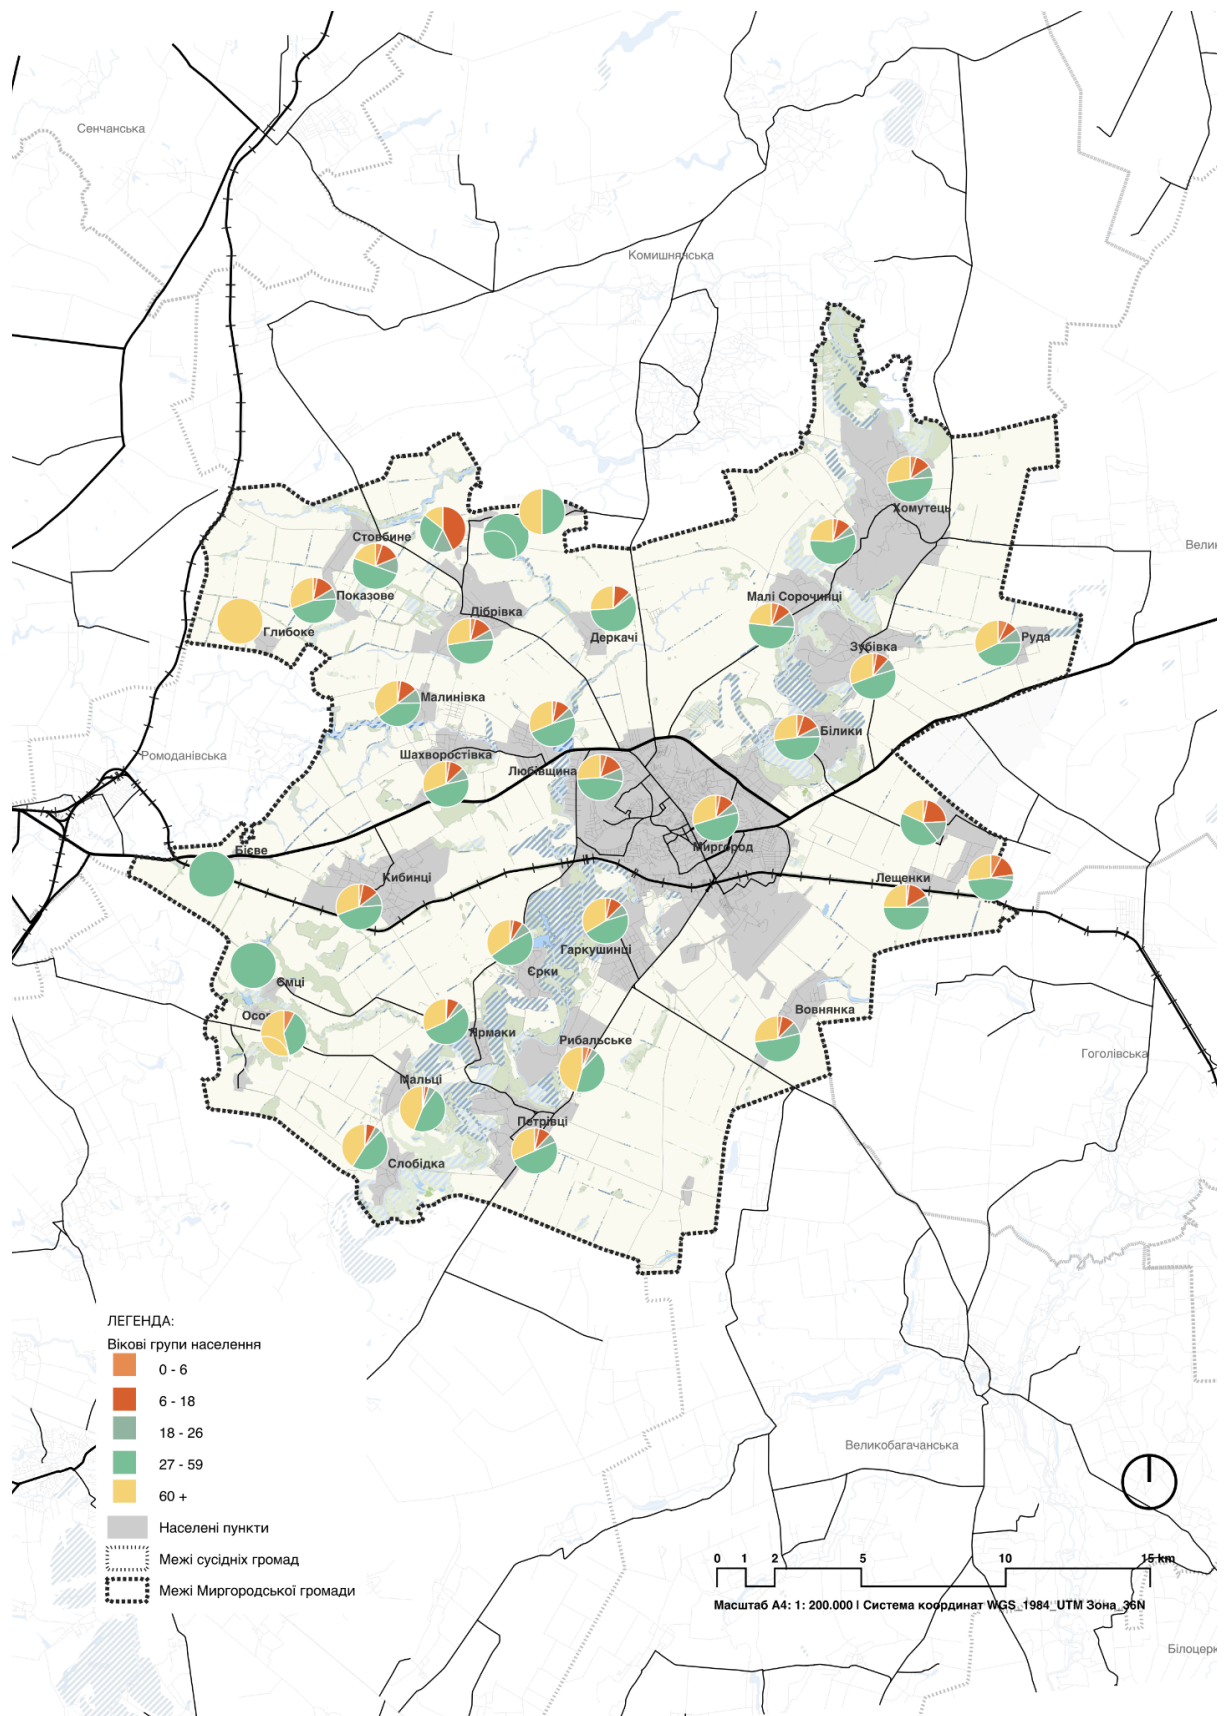 Сенчанська
Комишнянська
Хомутець
Вели
Стовбине
Показове
Дібрівка
Малі Сорочинці
Глибоке
Деркачі
Зубівка
Руда
Малинівка
Білики
Ромоданівська
Шахворостівка
Любівщина
Миргород
Бієве
Кибинці
Лещенки
Гаркушинці
Єрки
Ємці
Осо
Ярмаки
Вовнянка
Рибальське
Гоголівська
Мальці
Петрівці
Слобідка
ЛЕГЕНДА:
Вікові групи населення
0 - 6
6 - 18
18 - 26
27 - 59
60 +
Населені пункти
Межі сусідніх громад
Межі Миргородської громади
Великобагачанська
0 1 2 5 10 15 km
Масштаб А4: 1: 200.000 | Система координат WGS_1984_UTM Зона_36N
Білоцерк